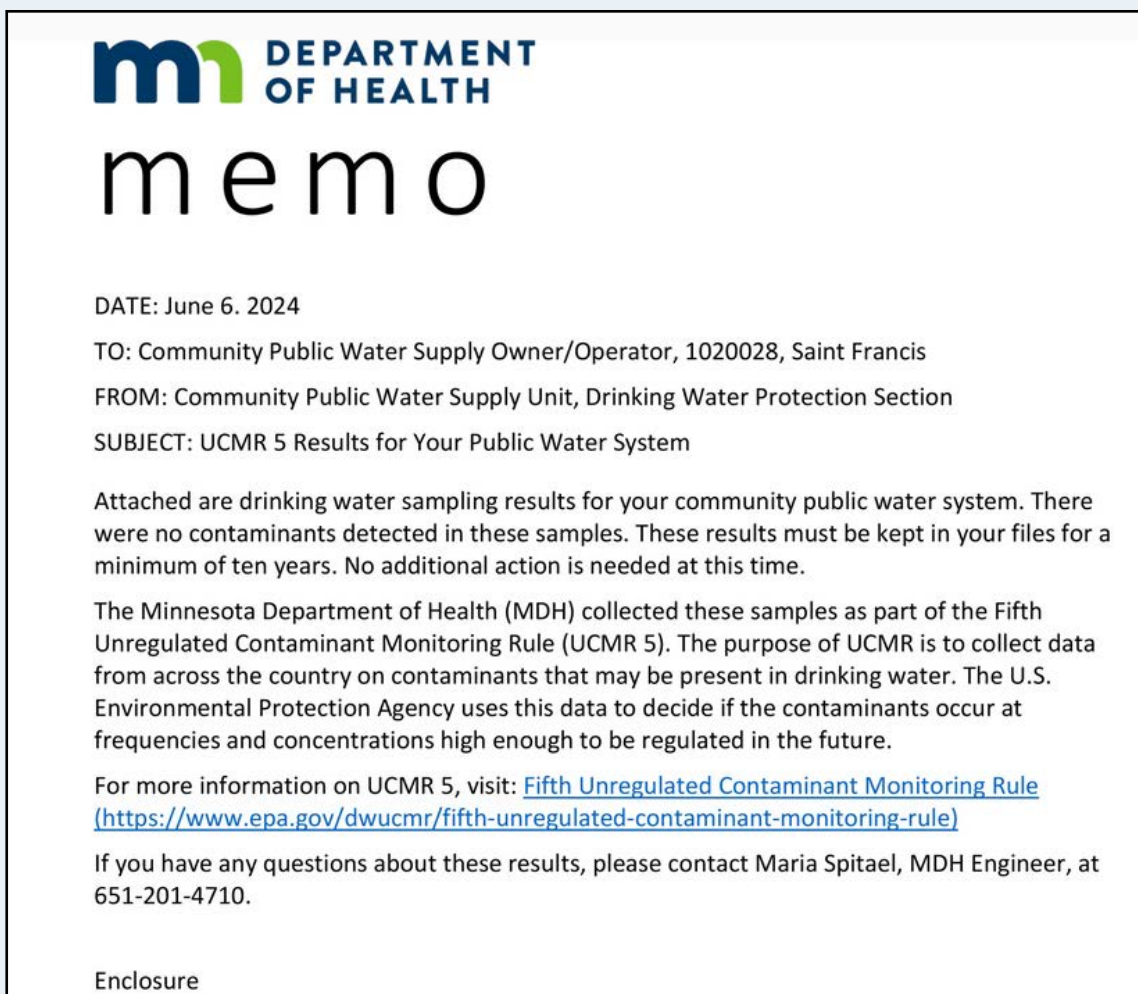 mn DEPARTMENT
OF HEALTH
memo
DATE: June 6. 2024
TO: Community Public Water Supply Owner/Operator, 1020028, Saint Francis
FROM: Community Public Water Supply Unit, Drinking Water Protection Section
SUBJECT: UCMR 5 Results for Your Public Water System
Attached are drinking water sampling results for your community public water system. There
were no contaminants detected in these samples. These results must be kept in your files for a
minimum of ten years. No additional action is needed at this time.
The Minnesota Department of Health (MDH) collected these samples as part of the Fifth
Unregulated Contaminant Monitoring Rule (UCMR 5). The purpose of UCMR is to collect data
from across the country on contaminants that may be present in drinking water. The U.S.
Environmental Protection Agency uses this data to decide if the contaminants occur at
frequencies and concentrations high enough to be regulated in the future.
For more information on UCMR 5, visit: Fifth Unregulated Contaminant Monitoring Rule
(https://www.epa.gov/dwucmr/fifth-unregulated-contaminant-monitoring-rule)
If you have any questions about these results, please contact Maria Spitael, MDH Engineer, at
651-201-4710.
Enclosure